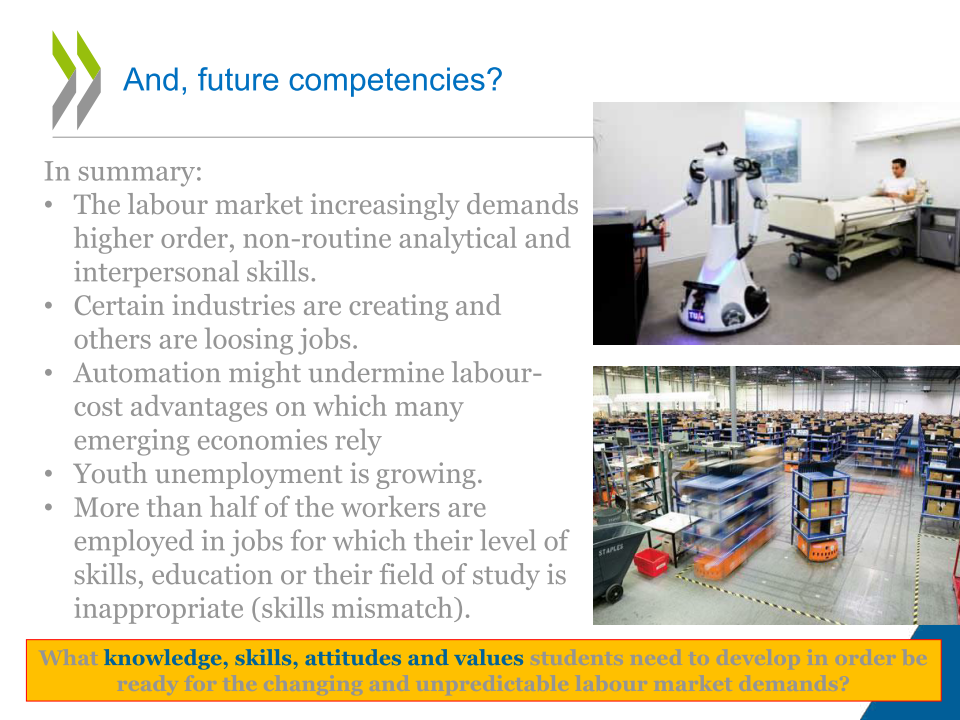 And, future competencies?
In summary:
• The labour market increasingly demands
higher order, non-routine analytical and
interpersonal skills.
• Certain industries are creating and
others are loosing jobs.
• Automation might undermine labour-
cost advantages on which many
emerging economies rely
• Youth unemployment is growing.
• More than half of the workers are
employed in jobs for which their level of
skills, education or their field of study is
inappropriate (skills mismatch).
TU/e
STAPLES
What knowledge, skills, attitudes and values students need to develop in order be
ready for the changing and unpredictable labour market demands?